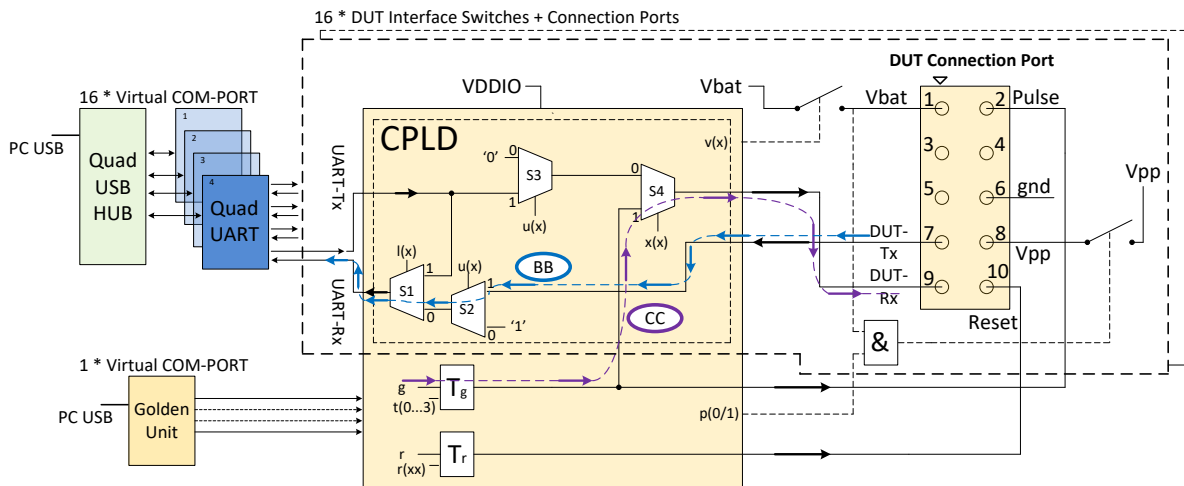 16 * DUT Interface Switches + Connection Ports
DUT Connection Port
16 * Virtual COM-PORT
VDDIO
Vbat
Vbat
1
2
Pulse
1
2
3
4
PC USB
Quad
USB
HUB
Quad
UART
UART-Tx
UART-Rx
CPLD
'0'
0
1
S3
u(x)
0
1
S4
x(x)
v(x)
3
4
5
6
gnd
Vpp
7
8
Vpp
DUT-
Tx
DUT-
Rx
9
10
Reset
l(x)
S1
1
0
u(x)
S2
1
0
'1'
BB
CC
&
1 * Virtual COM-PORT
PC USB
Golden
Unit
g
t(0...3)
Tg
p(0/1)
r
r(xx)
Tr